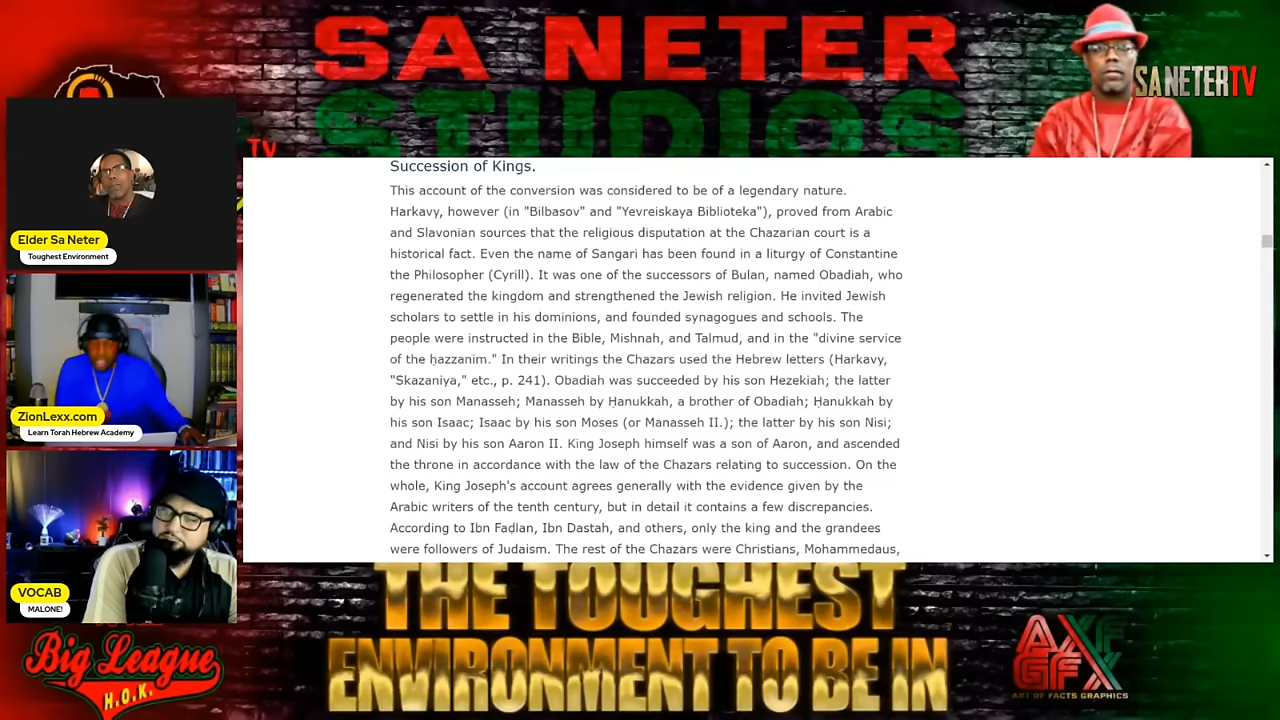 SA NETER
STUDIOS
SANETERTV
TV
Elder Sa Neter
Toughest Environment
ZionLexx.com
Learn Torah Hebrew Academy
VOCAB
MALONE!
Succession of Kings.
This account of the conversion was considered to be of a legendary nature.
Harkavy, however (in "Bilbasov" and "Yevreiskaya Biblioteka"), proved from Arabic
and Slavonian sources that the religious disputation at the Chazarian court is a
historical fact. Even the name of Sangari has been found in a liturgy of Constantine
the Philosopher (Cyrill). It was one of the successors of Bulan, named Obadiah, who
regenerated the kingdom and strengthened the Jewish religion. He invited Jewish
scholars to settle in his dominions, and founded synagogues and schools. The
people were instructed in the Bible, Mishnah, and Talmud, and in the "divine service
of the ḥazzanim." In their writings the Chazars used the Hebrew letters (Harkavy,
"Skazaniya," etc., p. 241). Obadiah was succeeded by his son Hezekiah; the latter
by his son Manasseh; Manasseh by Ḥanukkah, a brother of Obadiah; Ḥanukkah by
his son Isaac; Isaac by his son Moses (or Manasseh II.); the latter by his son Nisi;
and Nisi by his son Aaron II. King Joseph himself was a son of Aaron, and ascended
the throne in accordance with the law of the Chazars relating to succession. On the
whole, King Joseph's account agrees generally with the evidence given by the
Arabic writers of the tenth century, but in detail it contains a few discrepancies.
According to Ibn Faḍlan, Ibn Dastah, and others, only the king and the grandees
were followers of Judaism. The rest of the Chazars were Christians, Mohammedaus,
THE TOUGHEST
ENVIRONMENT TO BE IN
Big League
H.O.K.
AXF
GFX
ART OF FACTS GRAPHICS